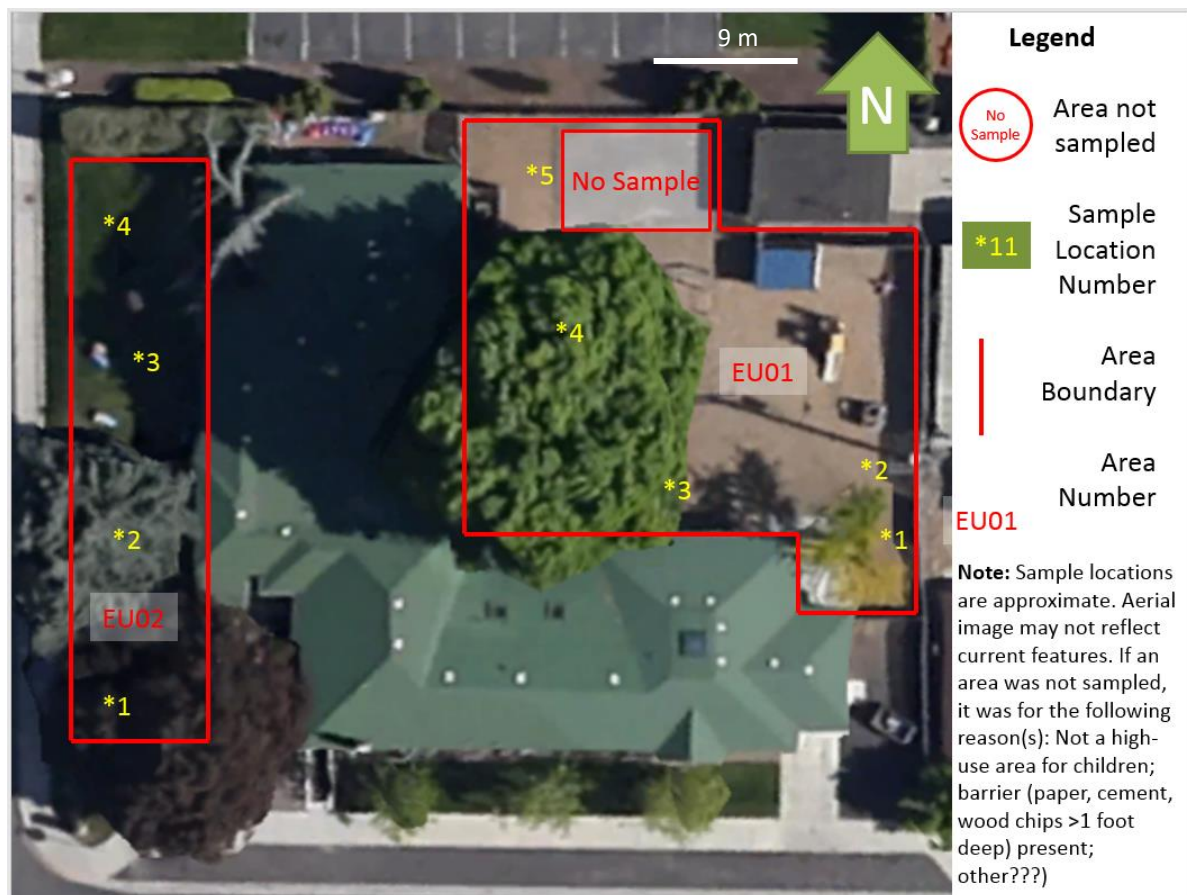 9 m
N
*5
No Sample
*4
*4
*3
EU01
*2
*3
*1
*2
EU02
*1
Legend
No
Sample
Area not
sampled
*11
Sample
Location
Number
Area
Boundary
Area
Number
EU01
Note: Sample locations
are approximate. Aerial
image may not reflect
current features. If an
area was not sampled,
it was for the following
reason(s): Not a high-
use area for children;
barrier (paper, cement,
wood chips >1 foot
deep) present;
other???)